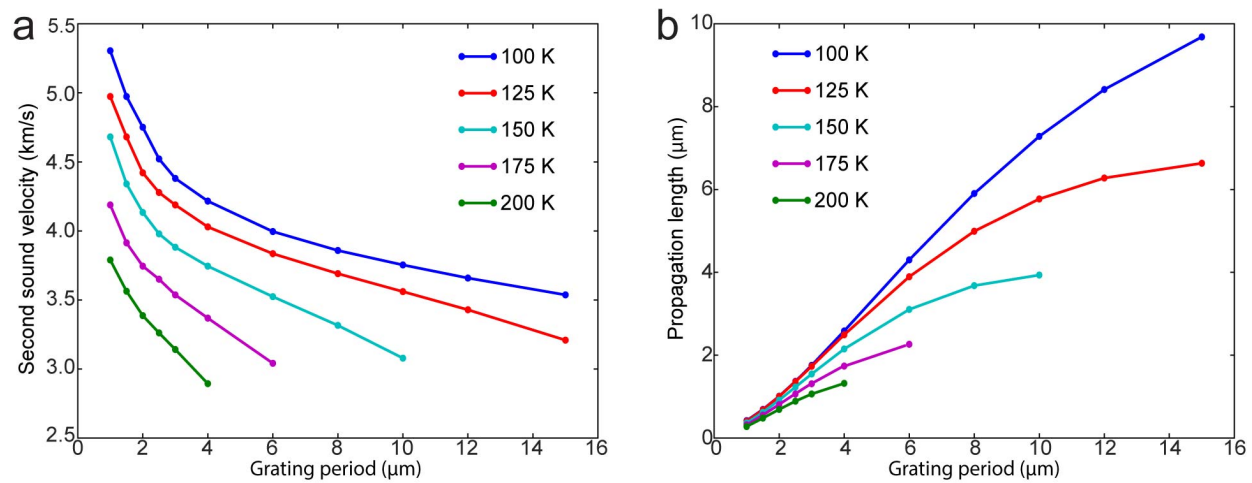 a
5.5
5.0
4.5
4.0
3.5
3.0
2.5
Second sound velocity (km/s)
100 K
125 K
150 K
175 K
200 K
0 2 4 6 8 10 12 14 16
Grating period (μm)
b
10
8
6
4
2
0
Propagation length (μm)
100 K
125 K
150 K
175 K
200 K
0 2 4 6 8 10 12 14 16
Grating period (μm)